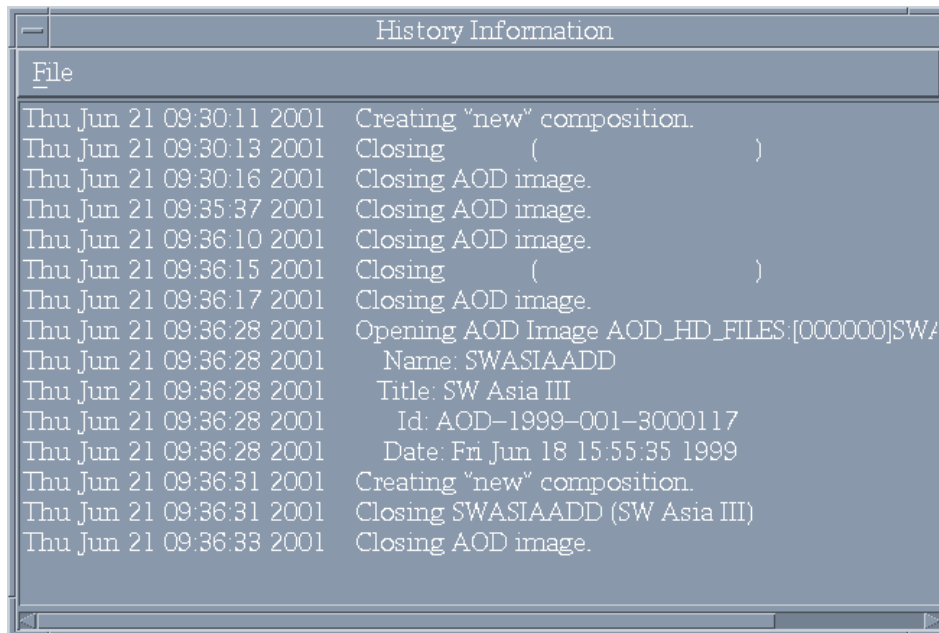 History Information
File
Thu Jun 21 09:30:11 2001 Creating "new" composition.
Thu Jun 21 09:30:13 2001 Closing ( )
Thu Jun 21 09:30:16 2001 Closing AOD image.
Thu Jun 21 09:35:37 2001 Closing AOD image.
Thu Jun 21 09:36:10 2001 Closing AOD image.
Thu Jun 21 09:36:15 2001 Closing ( )
Thu Jun 21 09:36:17 2001 Closing AOD image.
Thu Jun 21 09:36:28 2001 Opening AOD Image AOD_HD_FILES:[000000]SWA
Thu Jun 21 09:36:28 2001 Name: SWASIAADD
Thu Jun 21 09:36:28 2001 Title: SW Asia III
Thu Jun 21 09:36:28 2001 Id: AOD-1999-001-3000117
Thu Jun 21 09:36:28 2001 Date: Fri Jun 18 15:55:35 1999
Thu Jun 21 09:36:31 2001 Creating "new" composition.
Thu Jun 21 09:36:31 2001 Closing SWASIAADD (SW Asia III)
Thu Jun 21 09:36:33 2001 Closing AOD image.